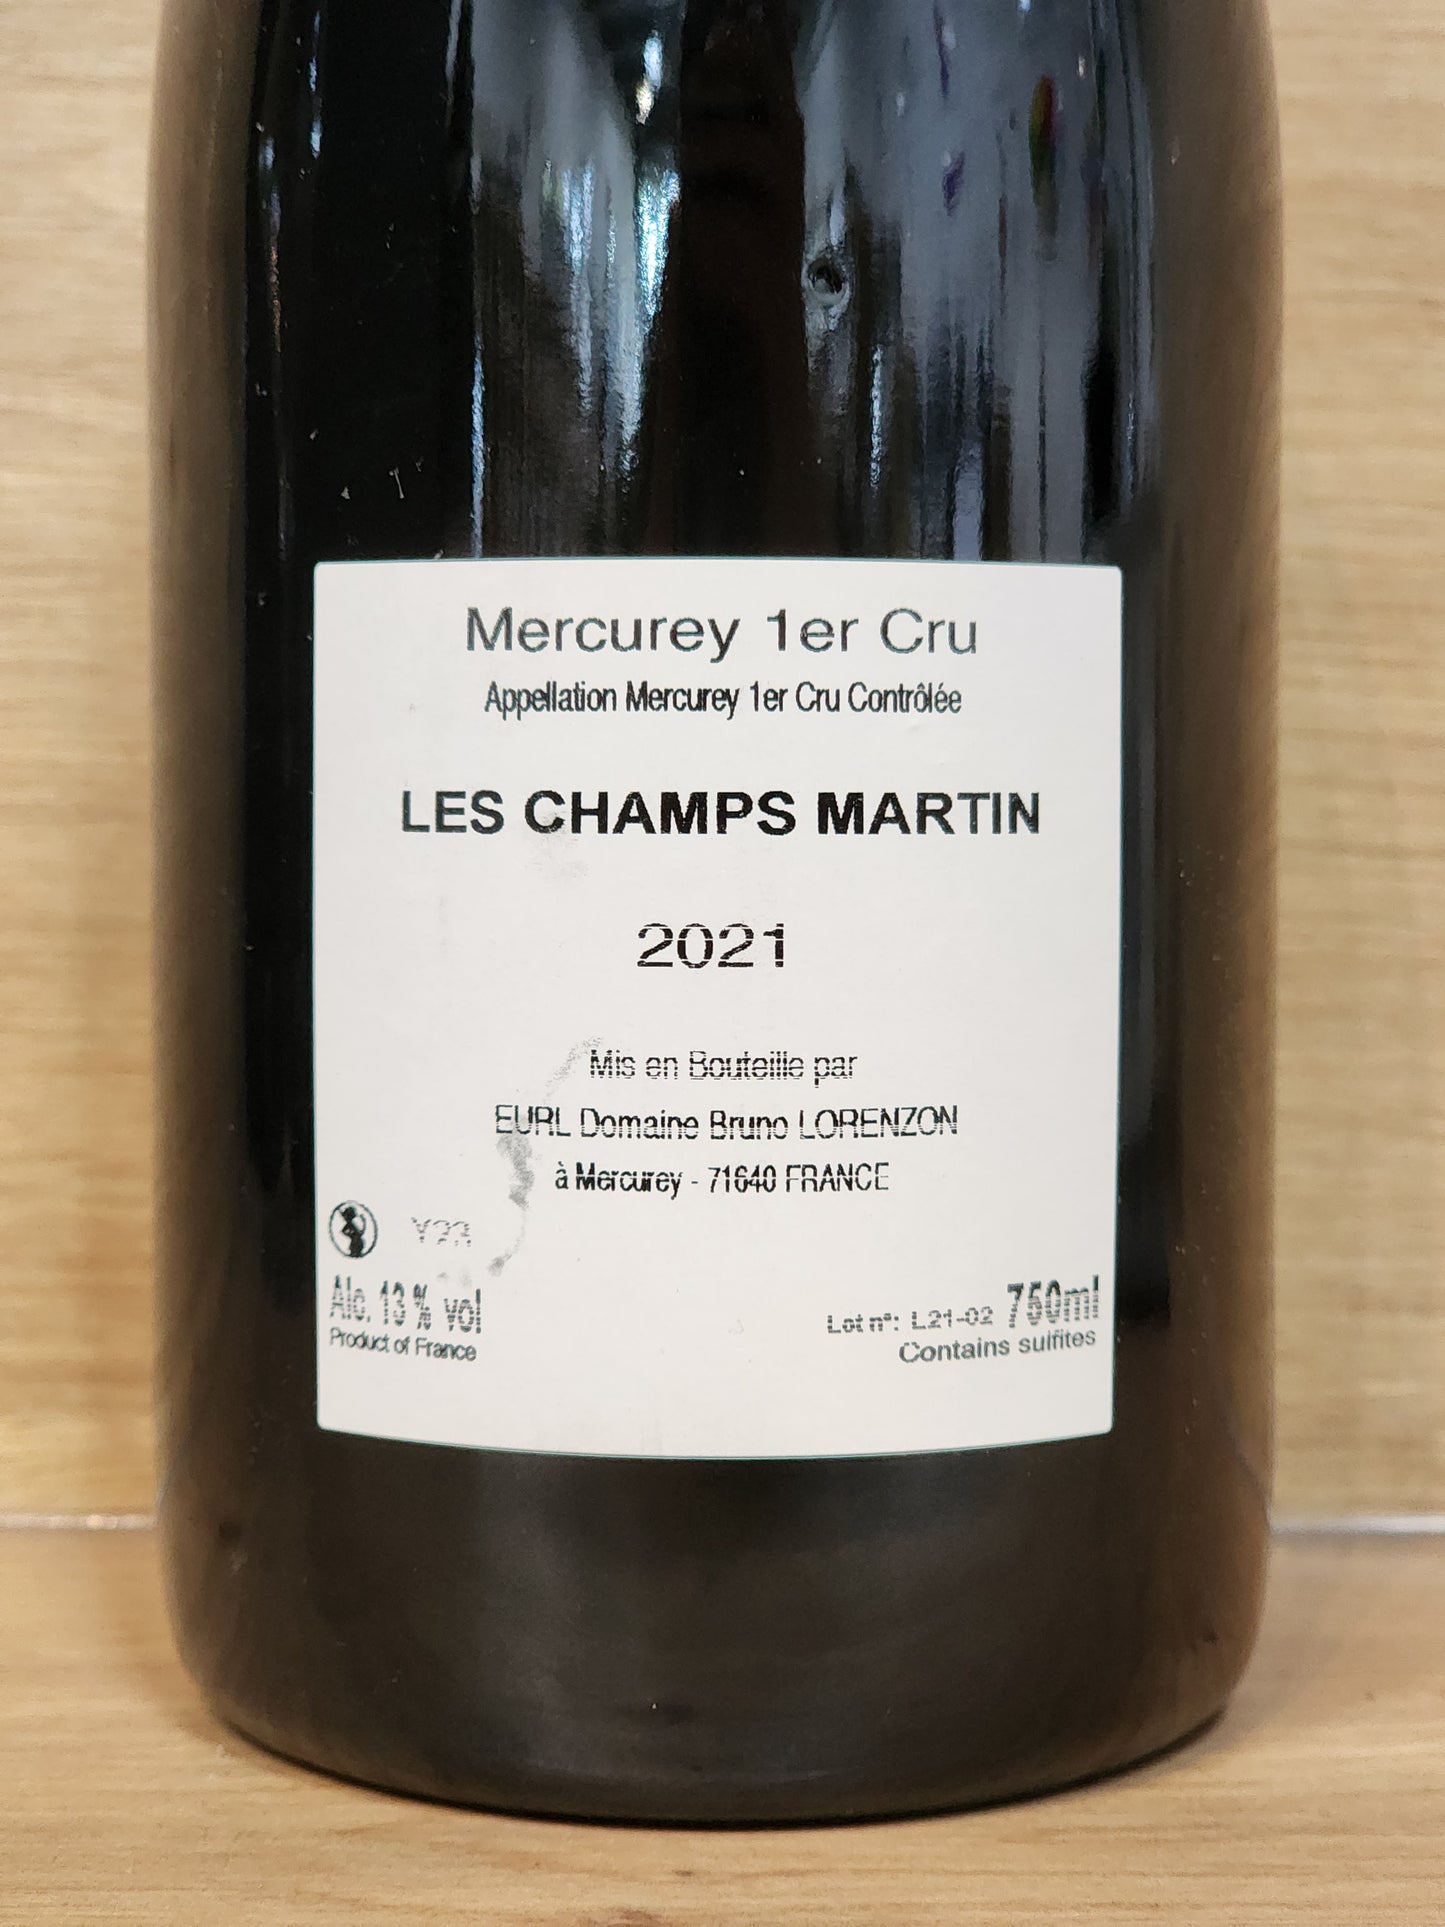 Mercurey 1er Cru
Appellation Mercurey 1er Cru Contrôlée
LES CHAMPS MARTIN
2021
Mis en Bouteille par
EURL Domaine Bruno LORENZON
à Mercurey - 71640 FRANCE
Alc. 13 % vol
Product of France
Lot n°: L21-02 750ml
Contains sulfites